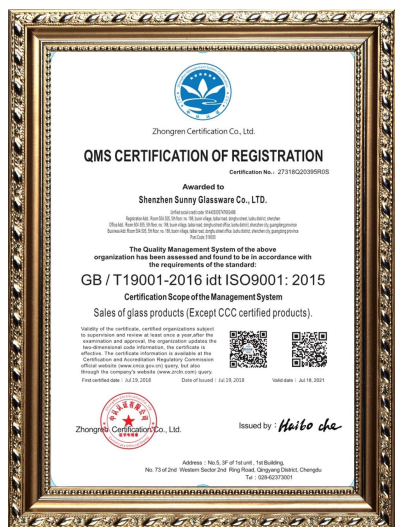 Zhongren Certification Co., Ltd.
QMS CERTIFICATION OF REGISTRATION
Certification No.: 27318Q20395R0S
Awarded to
Shenzhen Sunny Glassware Co., LTD.
The Quality Management System of the above
organization has been assessed and found to be in accordance with
the requirements of the standard:
GB / T19001-2016 idt ISO9001: 2015
Certification Scope of the Management System
Sales of glass products (Except CCC certified products).
Validity of the certificate, certified organizations subject
to supervision and review at least once a year,after the
examination and approval, the organization updates the
two-dimensional code information, the certificate is
effective. The certificate information is available at the
Certification and Accreditation Regulatory Commission
official website (www.cnca.gov.cn) query, but also
through the company's website (www.zrcln.com) query.
First certified date : Jul 19, 2018 Date of Issued : Jul 19, 2018 Valid date : Jul 18, 2021
Zhongren Certification Co., Ltd.
Issued by : Haibo che
Address : No.5, 3F of 1st unit , 1st Building,
No. 73 of 2nd Western Sector 2nd Ring Road, Qingyang District, Chengdu
Tel : 028-62373001